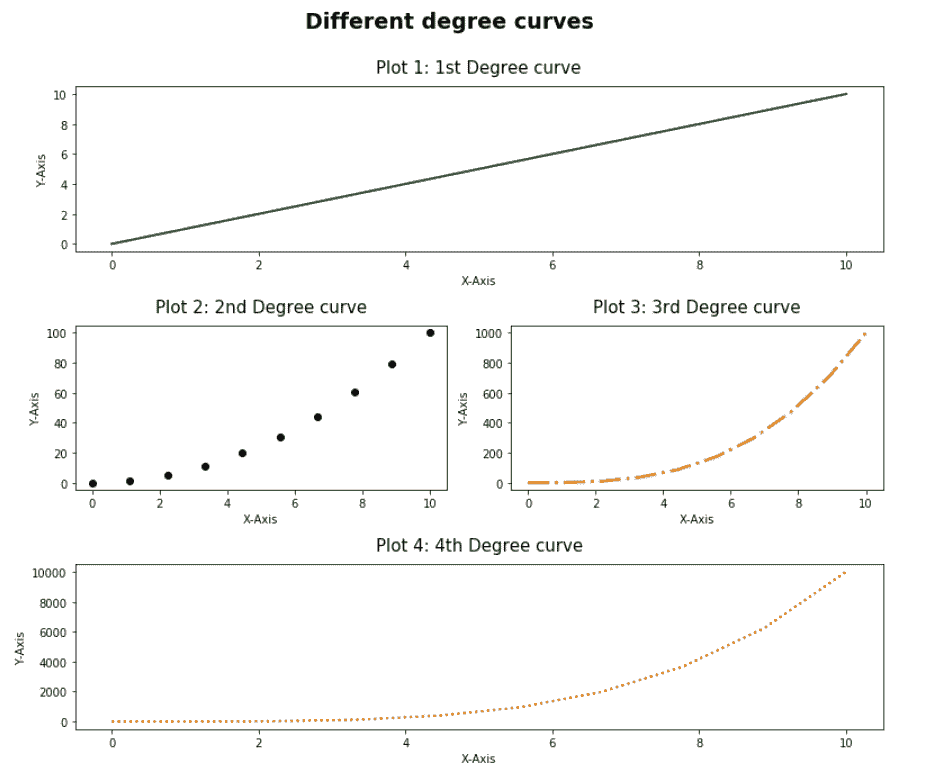 Different degree curves
Plot 1: 1st Degree curve
10
8
6
4
2
0
Y-Axis
0 2 4 6 8 10
X-Axis
Plot 2: 2nd Degree curve
100
80
60
40
20
0
Y-Axis
0 2 4 6 8 10
X-Axis
Plot 3: 3rd Degree curve
1000
800
600
400
200
0
Y-Axis
0 2 4 6 8 10
X-Axis
Plot 4: 4th Degree curve
10000
8000
6000
4000
2000
0
Y-Axis
0 2 4 6 8 10
X-Axis